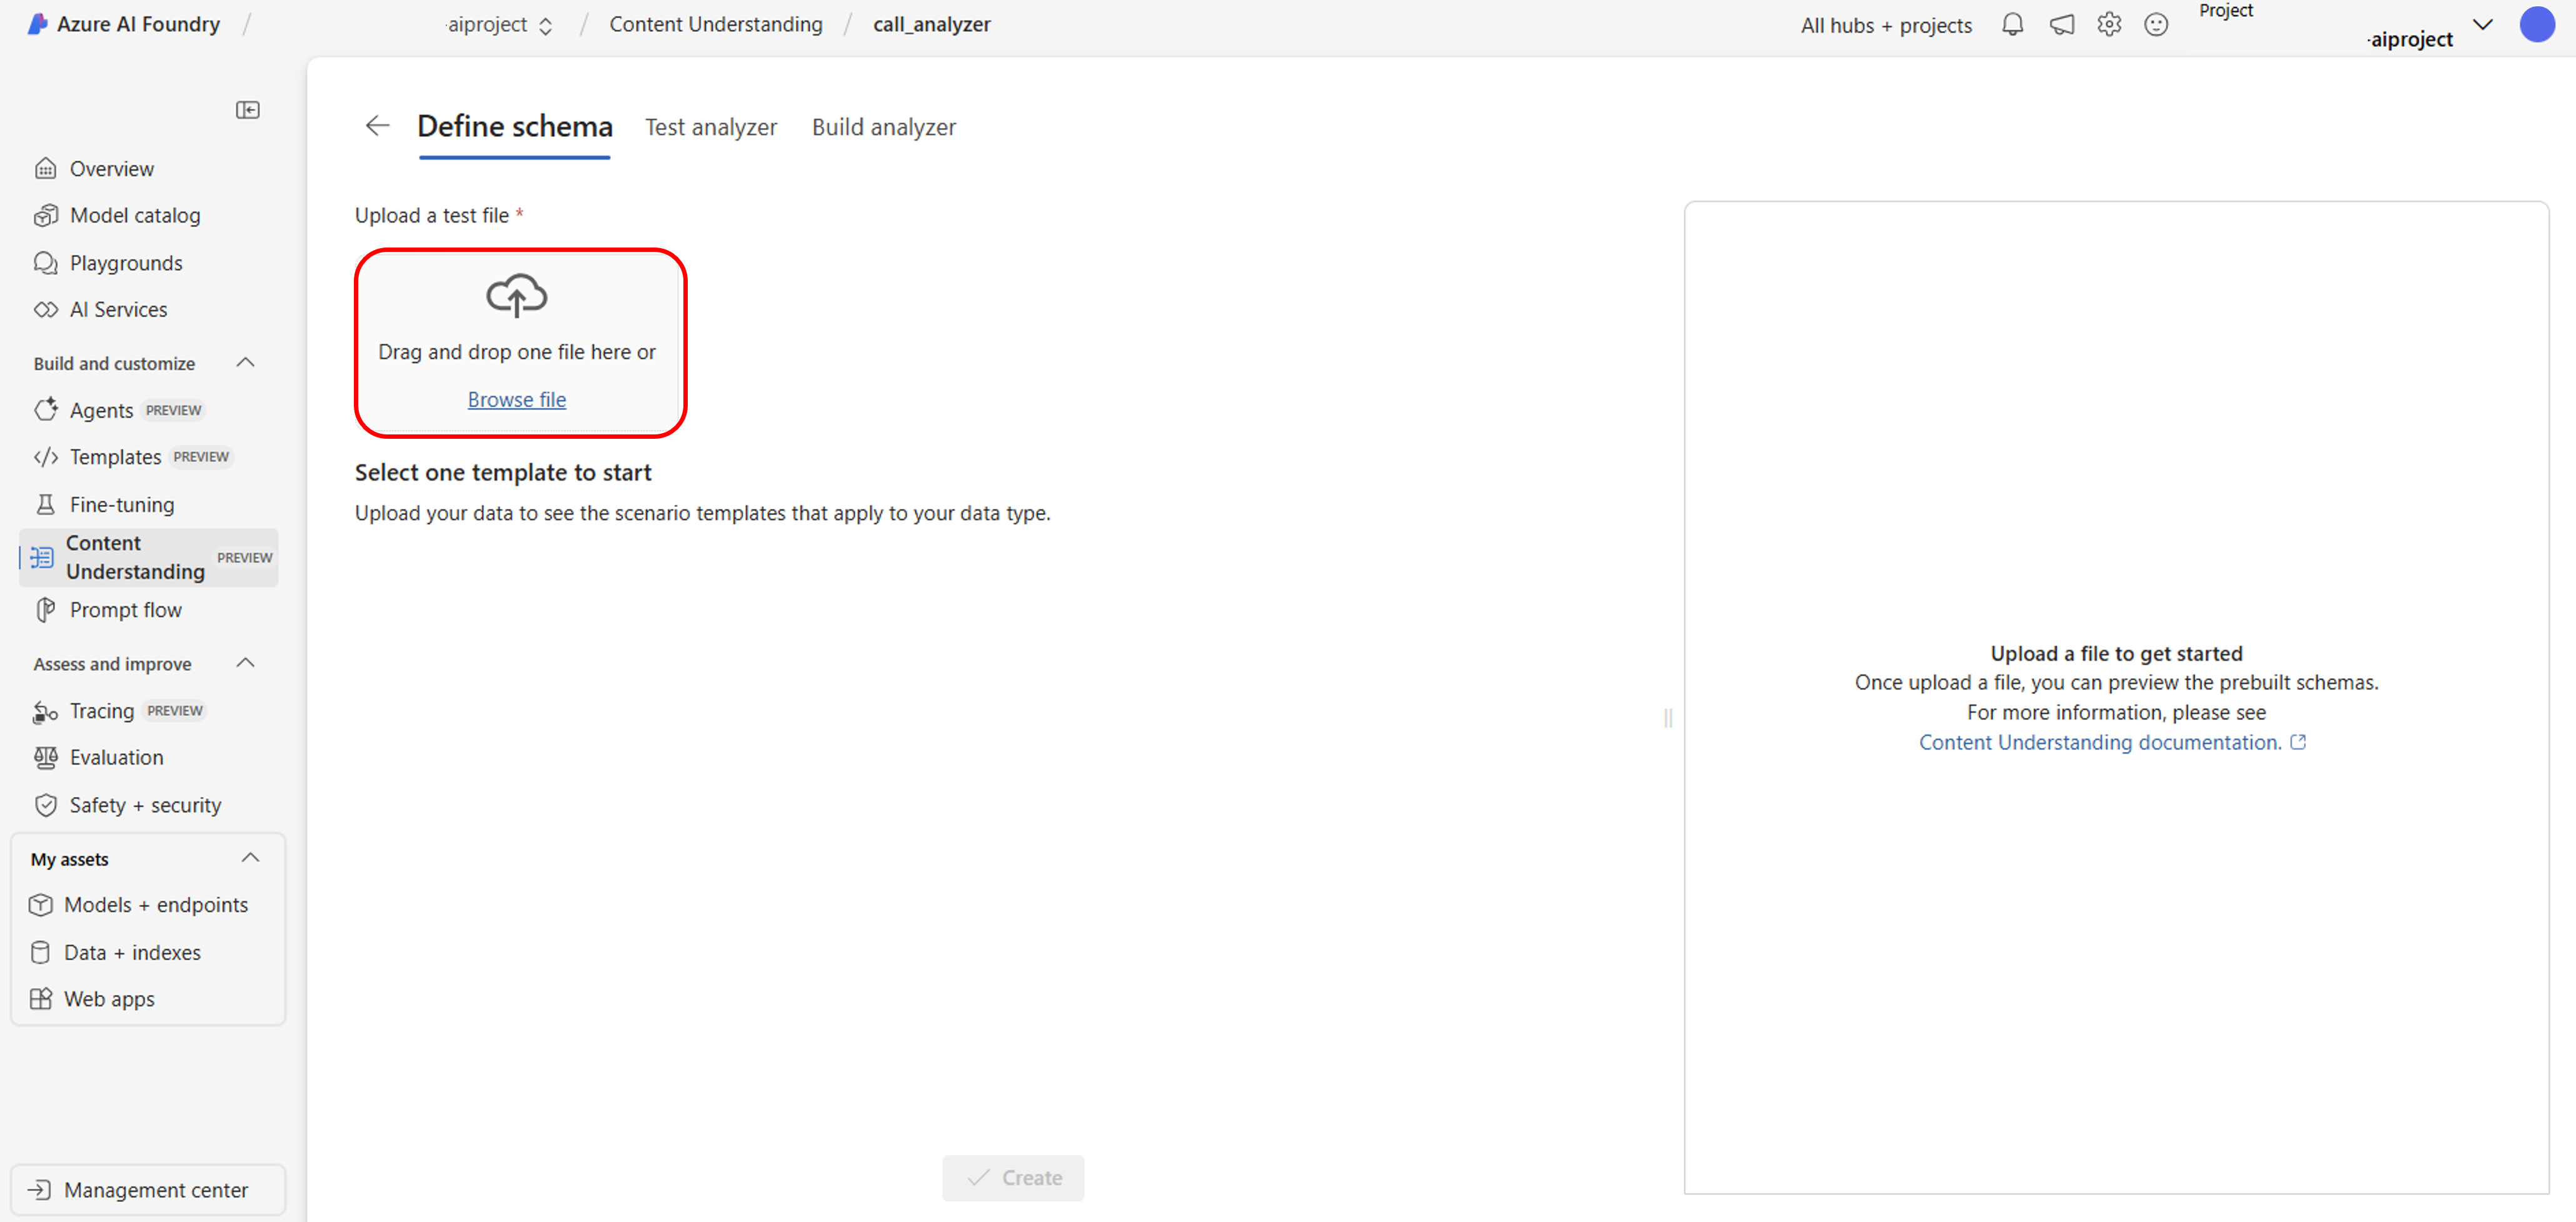 Azure AI Foundry / -aiproject / Content Understanding / call_analyzer
All hubs + projects
Project
-aiproject
Overview
Model catalog
Playgrounds
AI Services
Build and customize
Agents PREVIEW
Templates PREVIEW
Fine-tuning
Content
Understanding PREVIEW
Prompt flow
Assess and improve
Tracing PREVIEW
Evaluation
Safety + security
My assets
Models + endpoints
Data + indexes
Web apps
Management center
Define schema Test analyzer Build analyzer
Upload a test file *
Drag and drop one file here or
Browse file
Select one template to start
Upload your data to see the scenario templates that apply to your data type.
Create
Upload a file to get started
Once upload a file, you can preview the prebuilt schemas.
For more information, please see
Content Understanding documentation.